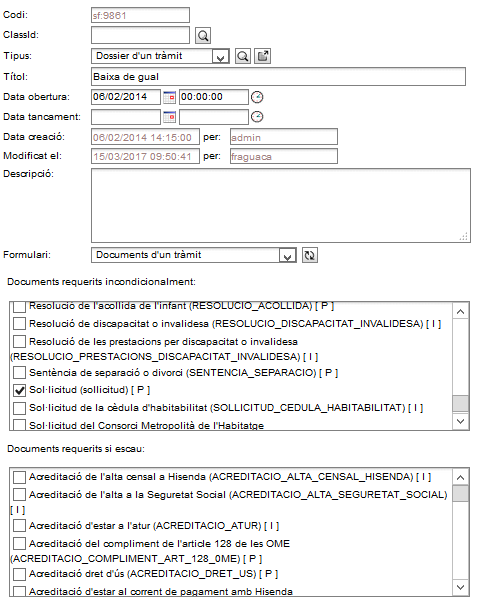 Codi: sf:9861
ClassId:
Tipus: Dossier d'un tràmit
Títol: Baixa de gual
Data obertura: 06/02/2014 00:00:00
Data tancament:
Data creació: 06/02/2014 14:15:00 per: admin
Modificat el: 15/03/2017 09:50:41 per: fraguaca
Descripció:
Formulari: Documents d'un tràmit
Documents requerits incondicionalment:
Resolució de l'acollida de l'infant (RESOLUCIO_ACOLLIDA) [ P ]
Resolució de discapacitat o invalidesa (RESOLUCIO_DISCAPACITAT_INVALIDESA) [ I ]
Resolució de les prestacions per discapacitat o invalidesa
(RESOLUCIO_PRESTACIONS_DISCAPACITAT_INVALIDESA) [ I ]
Sentència de separació o divorci (SENTENCIA_SEPARACIO) [ P ]
Sol·licitud (sollicitud) [ P ]
Sol·licitud de la cèdula d'habitabilitat (SOLLICITUD_CEDULA_HABITABILITAT) [ I ]
Sol·licitud del Consorci Metropolità de l'Habitatge
Documents requerits si escau:
Acreditació de l'alta censal a Hisenda (ACREDITACIO_ALTA_CENSAL_HISENDA) [ I ]
Acreditació de l'alta a la Seguretat Social (ACREDITACIO_ALTA_SEGURETAT_SOCIAL)
[ I ]
Acreditació d'estar a l'atur (ACREDITACIO_ATUR) [ I ]
Acreditació del compliment de l'article 128 de les OME
(ACREDITACIO_COMPLIMENT_ART_128_OME) [ P ]
Acreditació dret d'ús (ACREDITACIO_DRET_US) [ P ]
Acreditació d'estar al corrent de pagament amb Hisenda